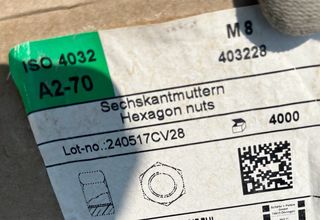 ISO 4032
M 8
A2-70
403228
Sechskantmuttern
Hexagon nuts
Lot-no.:240517CV28
4000